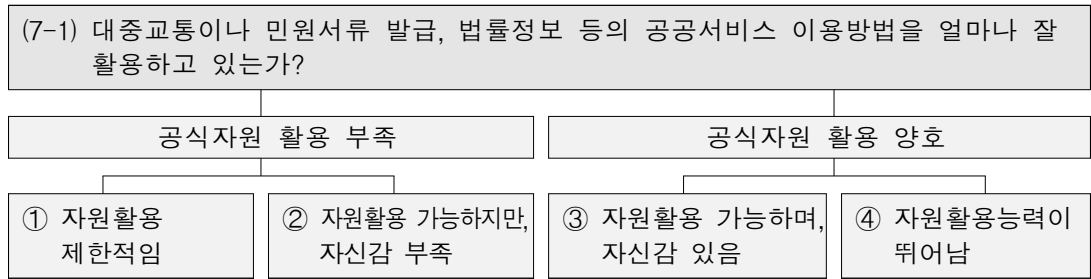 (7-1) 대중교통이나 민원서류 발급, 법률정보 등의 공공서비스 이용방법을 얼마나 잘
활용하고 있는가?
공식자원 활용 부족
공식자원 활용 양호
① 자원활용
제한적임
② 자원활용 가능하지만,
자신감 부족
③ 자원활용 가능하며,
자신감 있음
④ 자원활용능력이
뛰어남